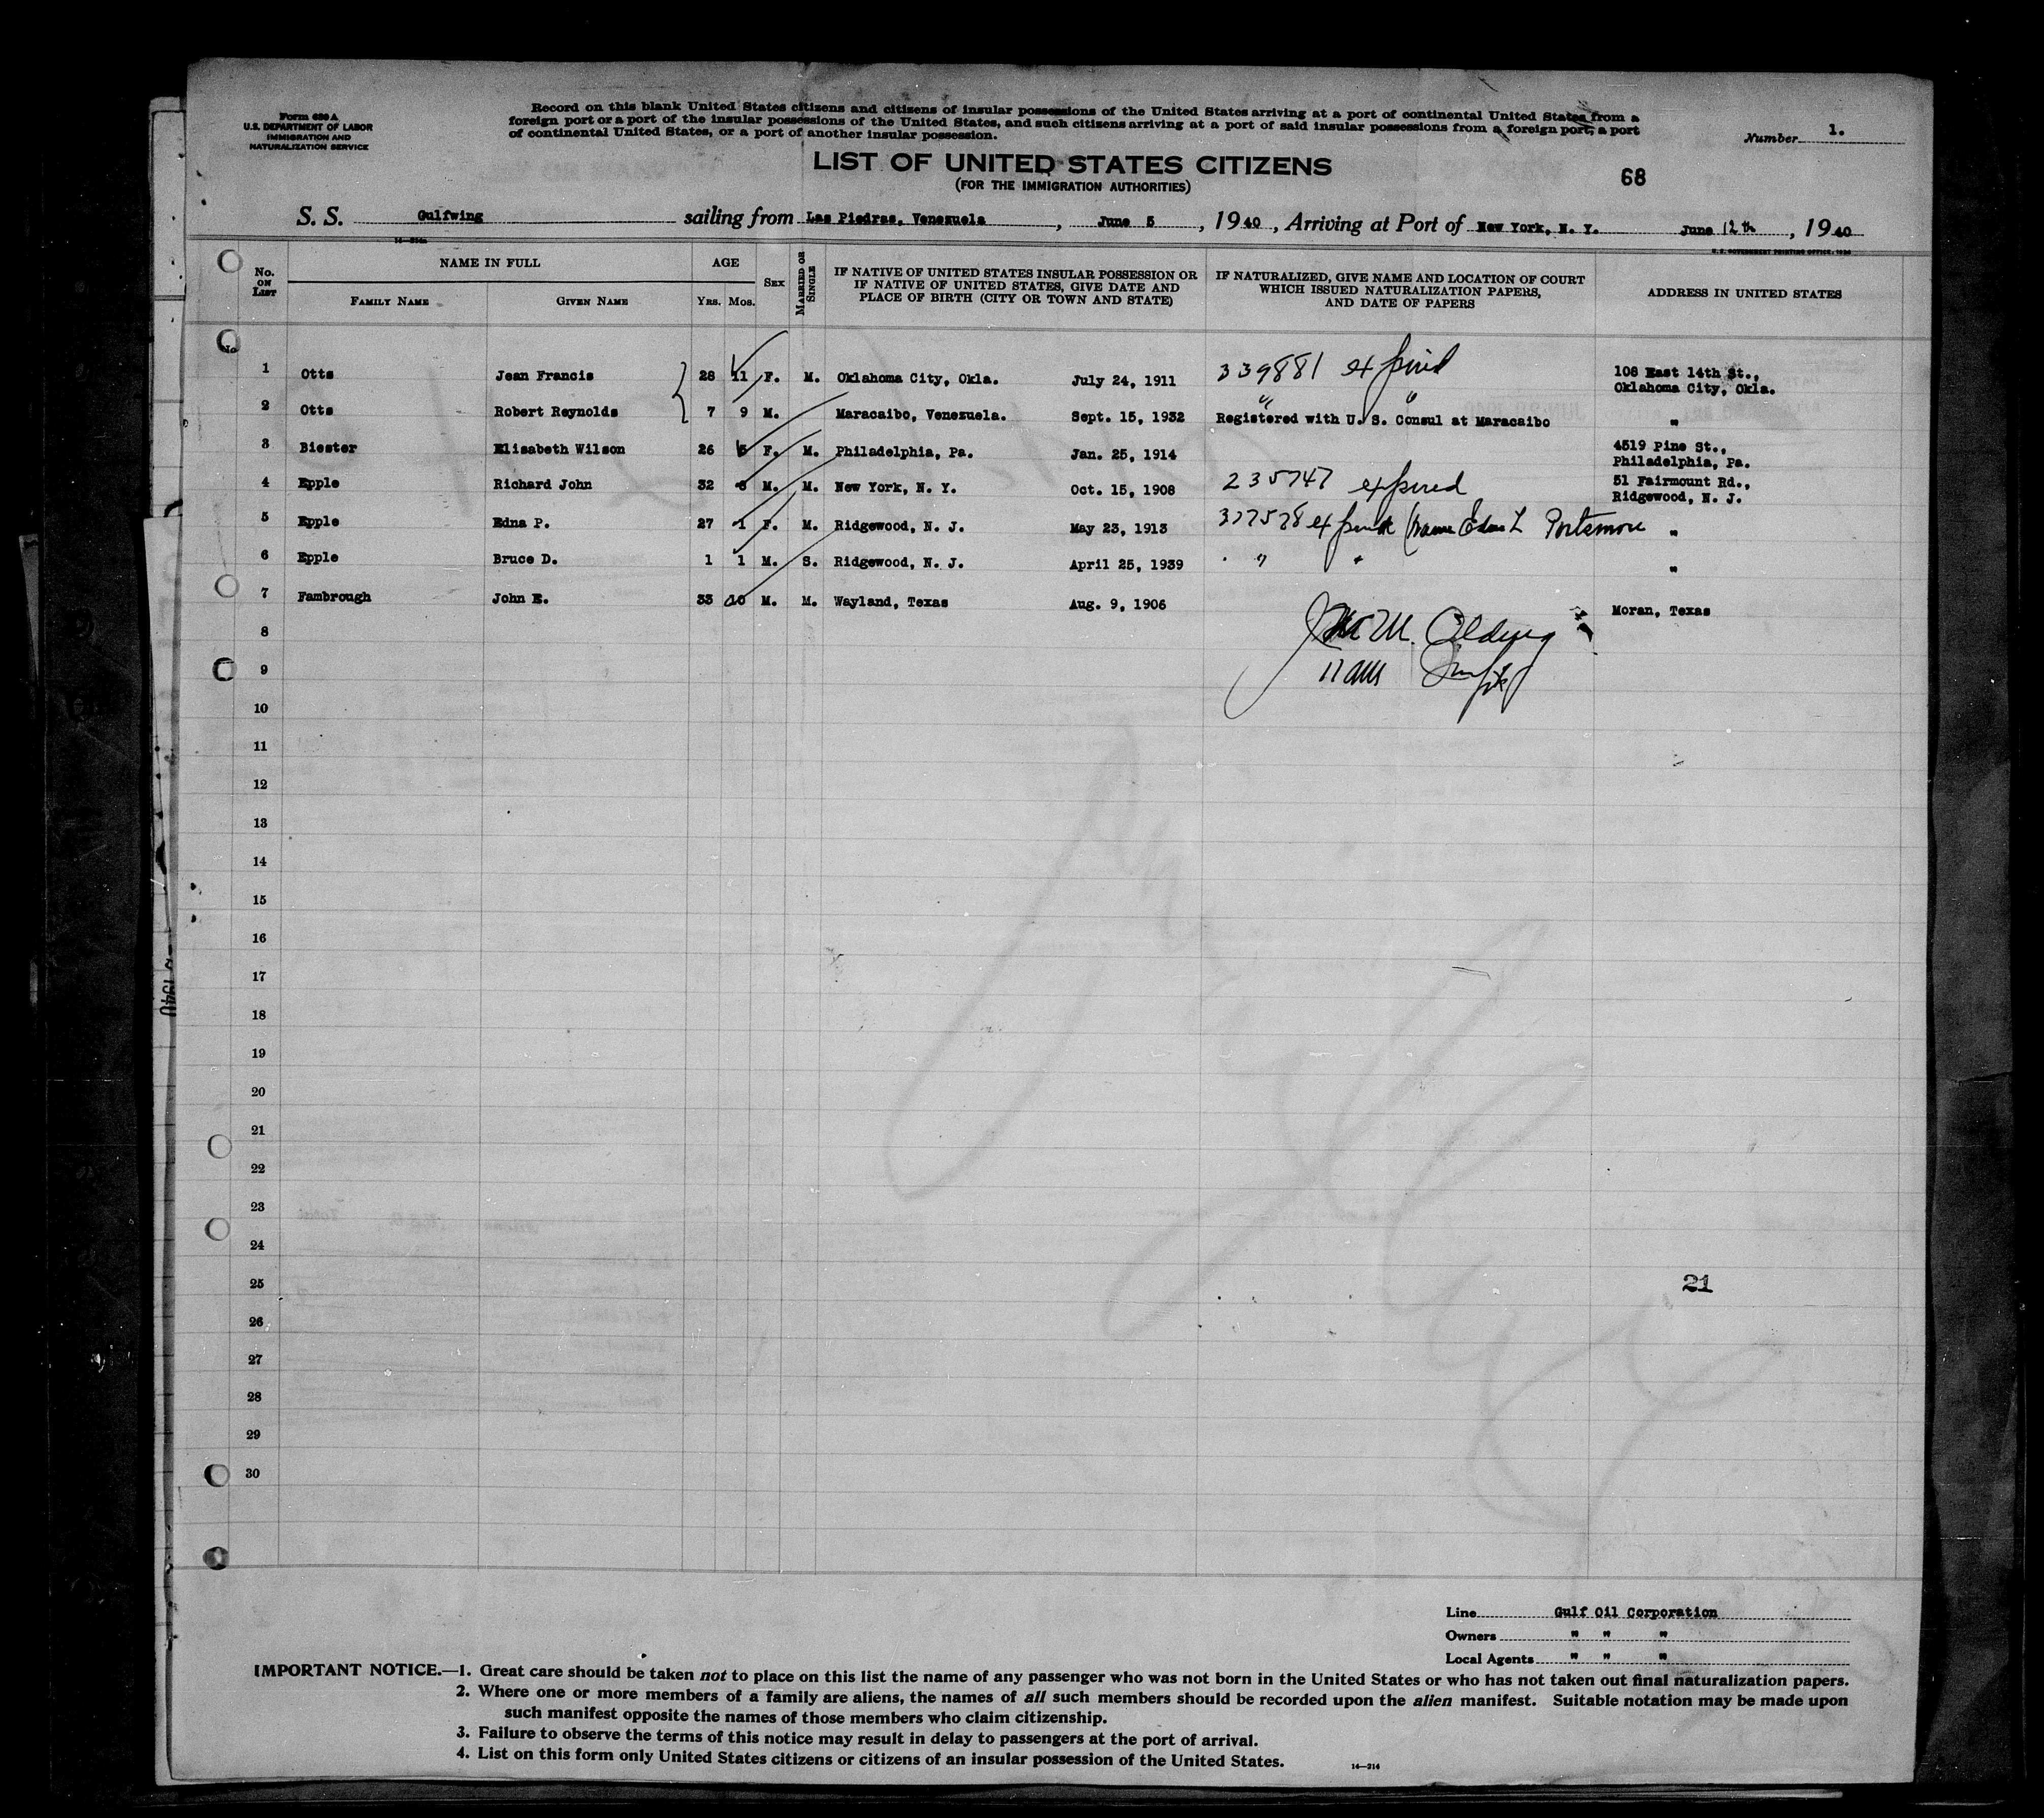 Form 630 A
U.S. DEPARTMENT OF LABOR
IMMIGRATION AND
NATURALIZATION SERVICE
Record on this blank United States citizens and citizens of insular possessions of the United States arriving at a port of continental United States from a
foreign port or a port of the insular possessions of the United States, and such citizens arriving at a port of said insular possessions from a foreign port, a port
of continental United States, or a port of another insular possession.
Number 1.
LIST OF UNITED STATES CITIZENS
(FOR THE IMMIGRATION AUTHORITIES)
68
S. S. Gulfwing sailing from Las Piedras, Venezuela, June 5, 1940, Arriving at Port of New York, N. Y. June 12th, 1940
No. ON LIST
NAME IN FULL
FAMILY NAME GIVEN NAME
AGE
YRS. MOS.
SEX
MARRIED OR SINGLE
IF NATIVE OF UNITED STATES INSULAR POSSESSION OR
IF NATIVE OF UNITED STATES, GIVE DATE AND
PLACE OF BIRTH (CITY OR TOWN AND STATE)
IF NATURALIZED, GIVE NAME AND LOCATION OF COURT
WHICH ISSUED NATURALIZATION PAPERS,
AND DATE OF PAPERS
ADDRESS IN UNITED STATES
No
1 Otts Jean Francis 28 11 F. M. Oklahoma City, Okla. July 24, 1911 339881 expired 108 East 14th St.,
Oklahoma City, Okla.
" "
2 Otts Robert Reynolds 7 9 M. Maracaibo, Venezuela. Sept. 15, 1932 Registered with U. S. Consul at Maracaibo "
3 Biester Elisabeth Wilson 26 5 F. M. Philadelphia, Pa. Jan. 25, 1914 4519 Pine St.,
Philadelphia, Pa.
4 Epple Richard John 32 M. M. New York, N. Y. Oct. 15, 1908 235747 expired 51 Fairmount Rd.,
Ridgewood, N. J.
5 Epple Edna P. 27 1 F. M. Ridgewood, N. J. May 23, 1913 expired (name Edna L Portsmore "
6 Epple Bruce D. 1 1 M. S. Ridgewood, N. J. April 25, 1939 " " "
7 Fambrough John E. 33 10 M. M. Wayland, Texas Aug. 9, 1906 Moran, Texas
8
9
10
11
12
13
14
15
16
17
18
19
20
21
22
23
24
25 21
26
27
28
29
30
Line Gulf Oil Corporation
Owners " " "
Local Agents " " "
IMPORTANT NOTICE.—1. Great care should be taken not to place on this list the name of any passenger who was not born in the United States or who has not taken out final naturalization papers.
2. Where one or more members of a family are aliens, the names of all such members should be recorded upon the alien manifest. Suitable notation may be made upon
such manifest opposite the names of those members who claim citizenship.
3. Failure to observe the terms of this notice may result in delay to passengers at the port of arrival.
4. List on this form only United States citizens or citizens of an insular possession of the United States.
14—214